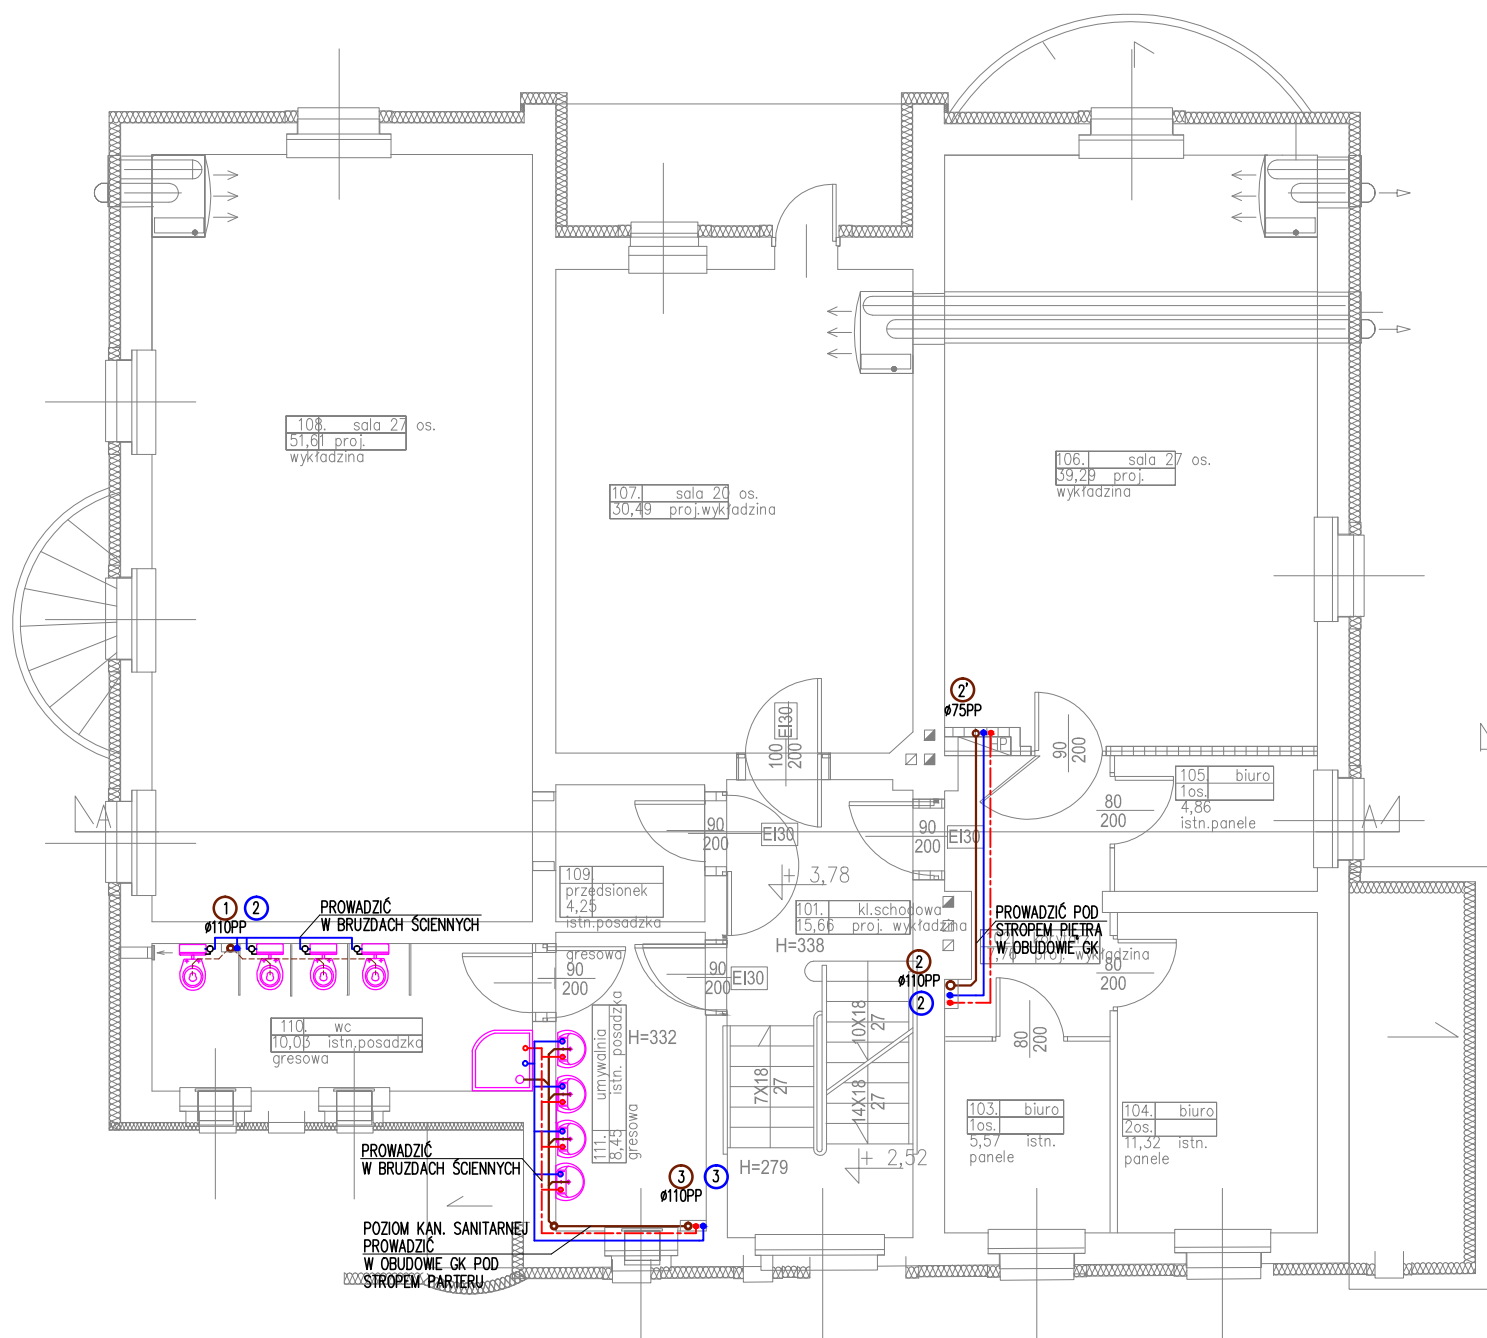 108. sala 27 os.
51,61 proj.
wykładzina
107. sala 20 os.
30,49 proj.wykładzina
106. sala 27 os.
39,29 proj.
wykładzina
2'
ø75PP
EI30
100
200
90
200
105. biuro
1os.
4,86
istn.panele
80
200
A
A
90
200
EI30
90
200
EI30
+ 3,78
109.
przedsionek
4,25
istn.posadzka
gresowa
101. kl.schodowa
15,66 proj. wykładzina
H=338
1
2
ø110PP
PROWADZIĆ
W BRUZDACH ŚCIENNYCH
PROWADZIĆ POD
STROPEM PIĘTRA
W OBUDOWIE GK
proj. wykładzina
80
200
2
ø110PP
2
90
200
90
200
EI30
110. wc
10,03 istn.posadzka
gresowa
111. umywalnia
8,45 istn. posadzka
gresowa
H=332
7X18
27
10X18
27
14X18
27
80
200
103. biuro
1os.
5,57 istn.
panele
104. biuro
2os.
11,32 istn.
panele
+ 2,52
H=279
PROWADZIĆ
W BRUZDACH ŚCIENNYCH
3
3
ø110PP
POZIOM KAN. SANITARNEJ
PROWADZIĆ
W OBUDOWIE GK POD
STROPEM PARTERU